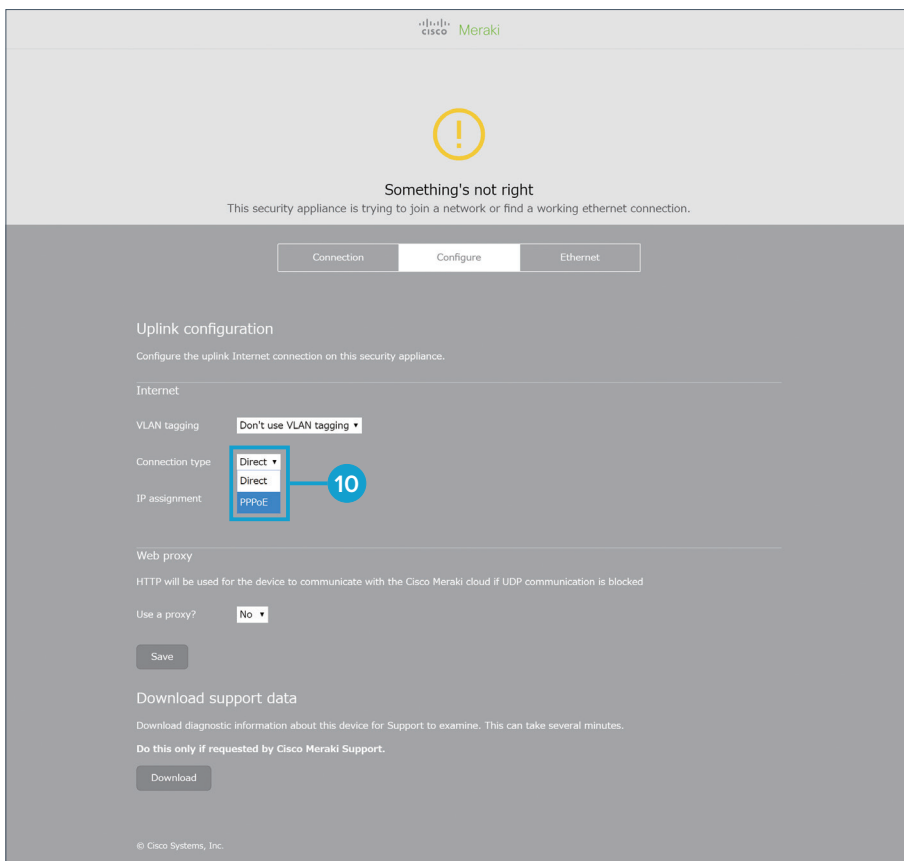 cisco Meraki
Something's not right
This security appliance is trying to join a network or find a working ethernet connection.
Connection Configure Ethernet
Uplink configuration
Configure the uplink Internet connection on this security appliance.
Internet
VLAN tagging Don't use VLAN tagging
Connection type Direct
Direct
10
IP assignment PPPoE
Web proxy
HTTP will be used for the device to communicate with the Cisco Meraki cloud if UDP communication is blocked
Use a proxy? No
Save
Download support data
Download diagnostic information about this device for Support to examine. This can take several minutes.
Do this only if requested by Cisco Meraki Support.
Download
© Cisco Systems, Inc.